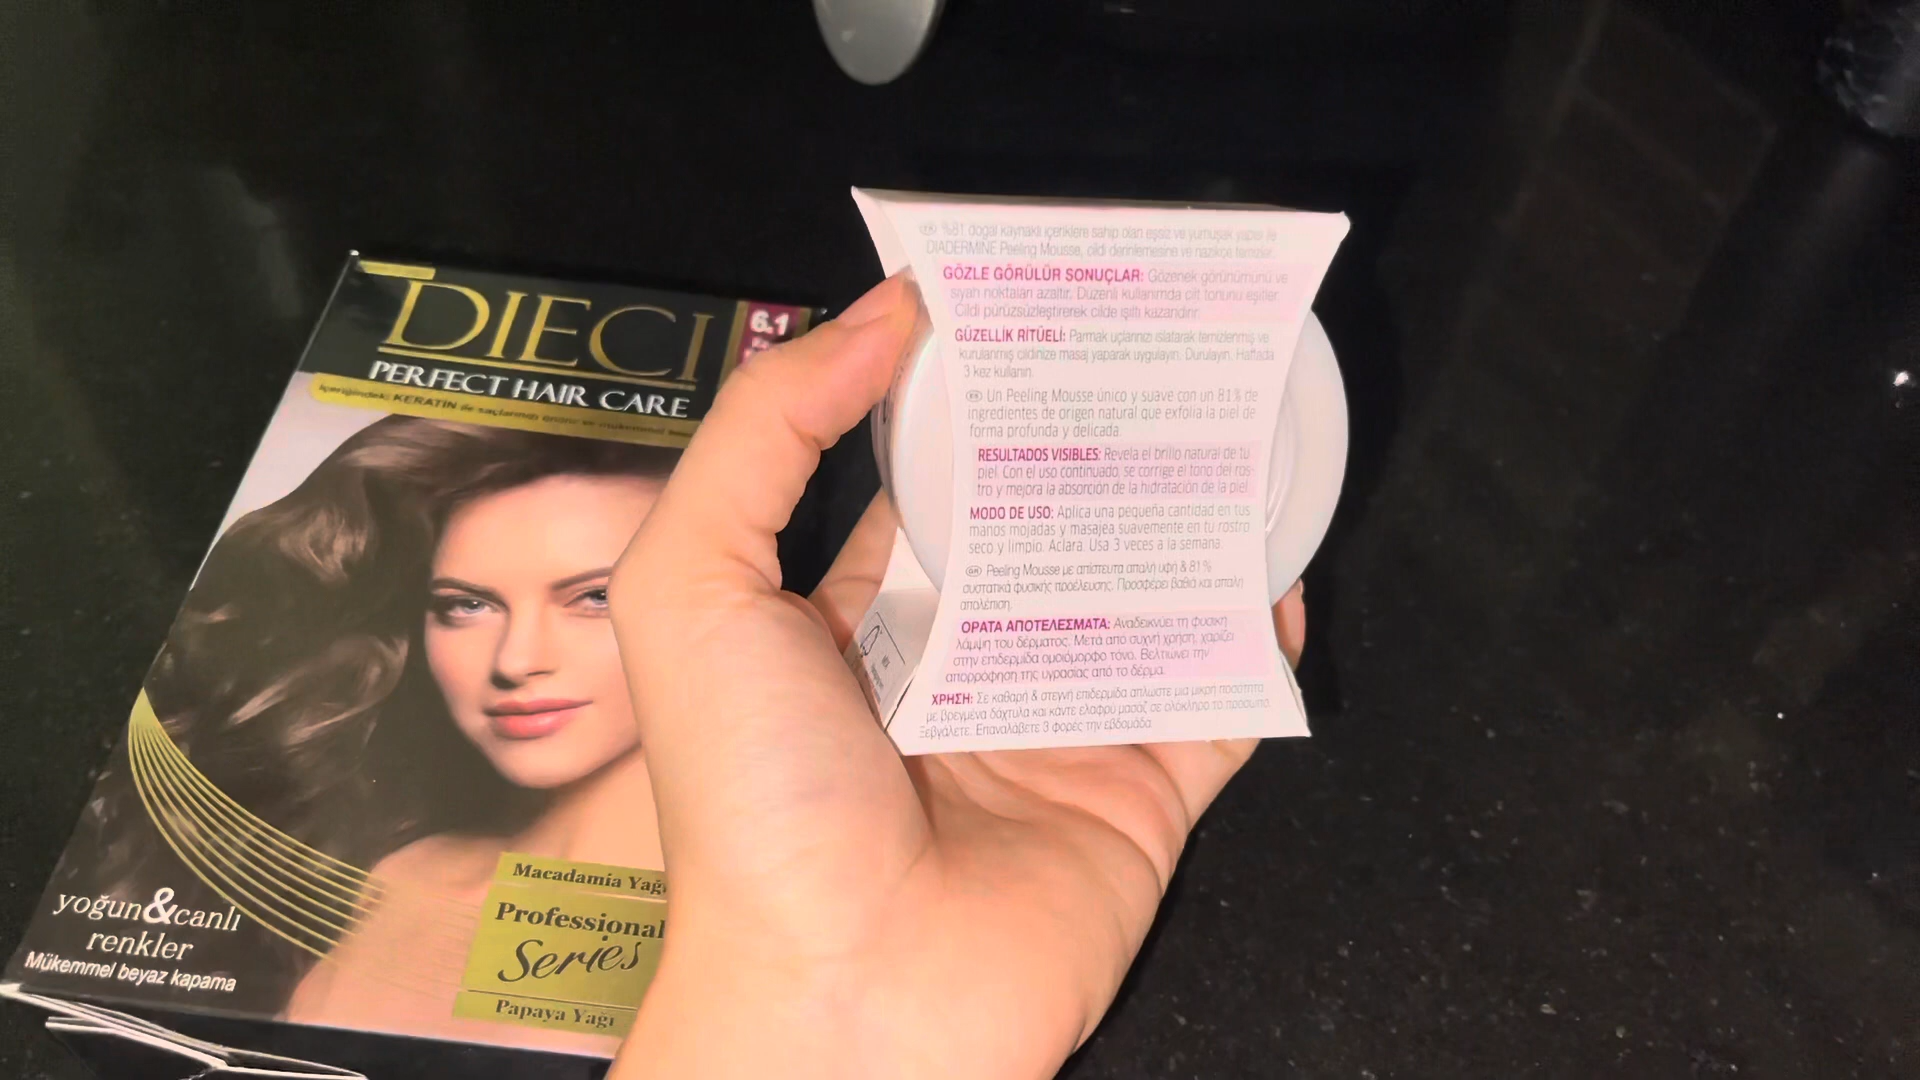 DIECI
6.1
PERFECT HAIR CARE
içeriğindeki KERATIN ile saçlarındaki
yoğun&canlı
renkler
Mükemmel beyaz kapama
Macadamia Yağı
Professional
Series
Papaya Yağı
TR %81 doğal kaynaklı içeriklere sahip olan eşsiz ve yumuşak yapısı ile
DIADERMINE Peeling Mousse, cildi derinlemesine ve nazikçe temizler.
GÖZLE GÖRÜLÜR SONUÇLAR: Gözenek görünümünü ve
siyah noktaları azaltır. Düzenli kullanımda cilt tonunu eşitler.
Cildi pürüzsüzleştirerek cilde ışıltı kazandırır.
GÜZELLİK RİTÜELİ: Parmak uçlarınızı ıslatarak temizlenmiş ve
kurulanmış cildinize masaj yaparak uygulayın. Durulayın. Haftada
3 kez kullanın.
ES Un Peeling Mousse único y suave con un 81% de
ingredientes de origen natural que exfolia la piel de
forma profunda y delicada.
RESULTADOS VISIBLES: Revela el brillo natural de tu
piel. Con el uso continuado, se corrige el tono del ros-
tro y mejora la absorción de la hidratación de la piel.
MODO DE USO: Aplica una pequeña cantidad en tus
manos mojadas y masajea suavemente en tu rostro
seco y limpio. Aclara. Usa 3 veces a la semana.
GR Peeling Mousse με απίστευτα απαλή υφή & 81%
συστατικά φυσικής προέλευσης. Προσφέρει βαθιά και απαλή
απολέπιση.
ΟΡΑΤΑ ΑΠΟΤΕΛΕΣΜΑΤΑ: Αναδεικνύει τη φυσική
λάμψη του δέρματος. Μετά από συχνή χρήση, χαρίζει
στην επιδερμίδα ομοιόμορφο τόνο. Βελτιώνει την
απορρόφηση της υγρασίας από το δέρμα.
ΧΡΗΣΗ: Σε καθαρή & στεγνή επιδερμίδα απλώστε μια μικρή ποσότητα
με βρεγμένα δάχτυλα και κάντε ελαφρύ μασάζ σε ολόκληρο το πρόσωπο.
Ξεβγάλετε. Επαναλάβετε 3 φορές την εβδομάδα.